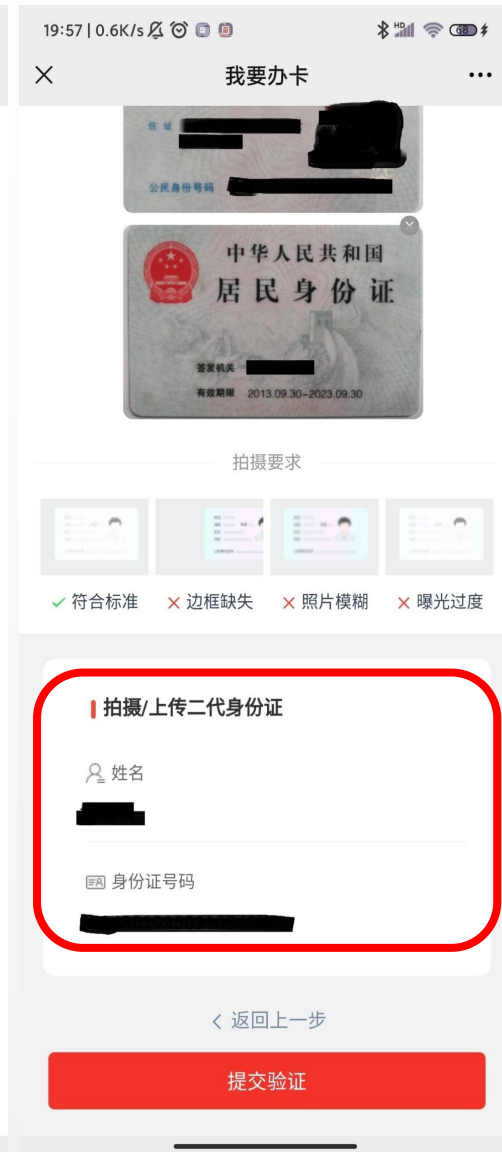 19:57 | 0.6K/s
HD 68
我要办卡
住 址
公民身份号码
中华人民共和国
居民身份证
签发机关
有效期限 2013.09.30-2023.09.30
拍摄要求
符合标准 边框缺失 照片模糊 曝光过度
拍摄/上传二代身份证
姓名
身份证号码
返回上一步
提交验证